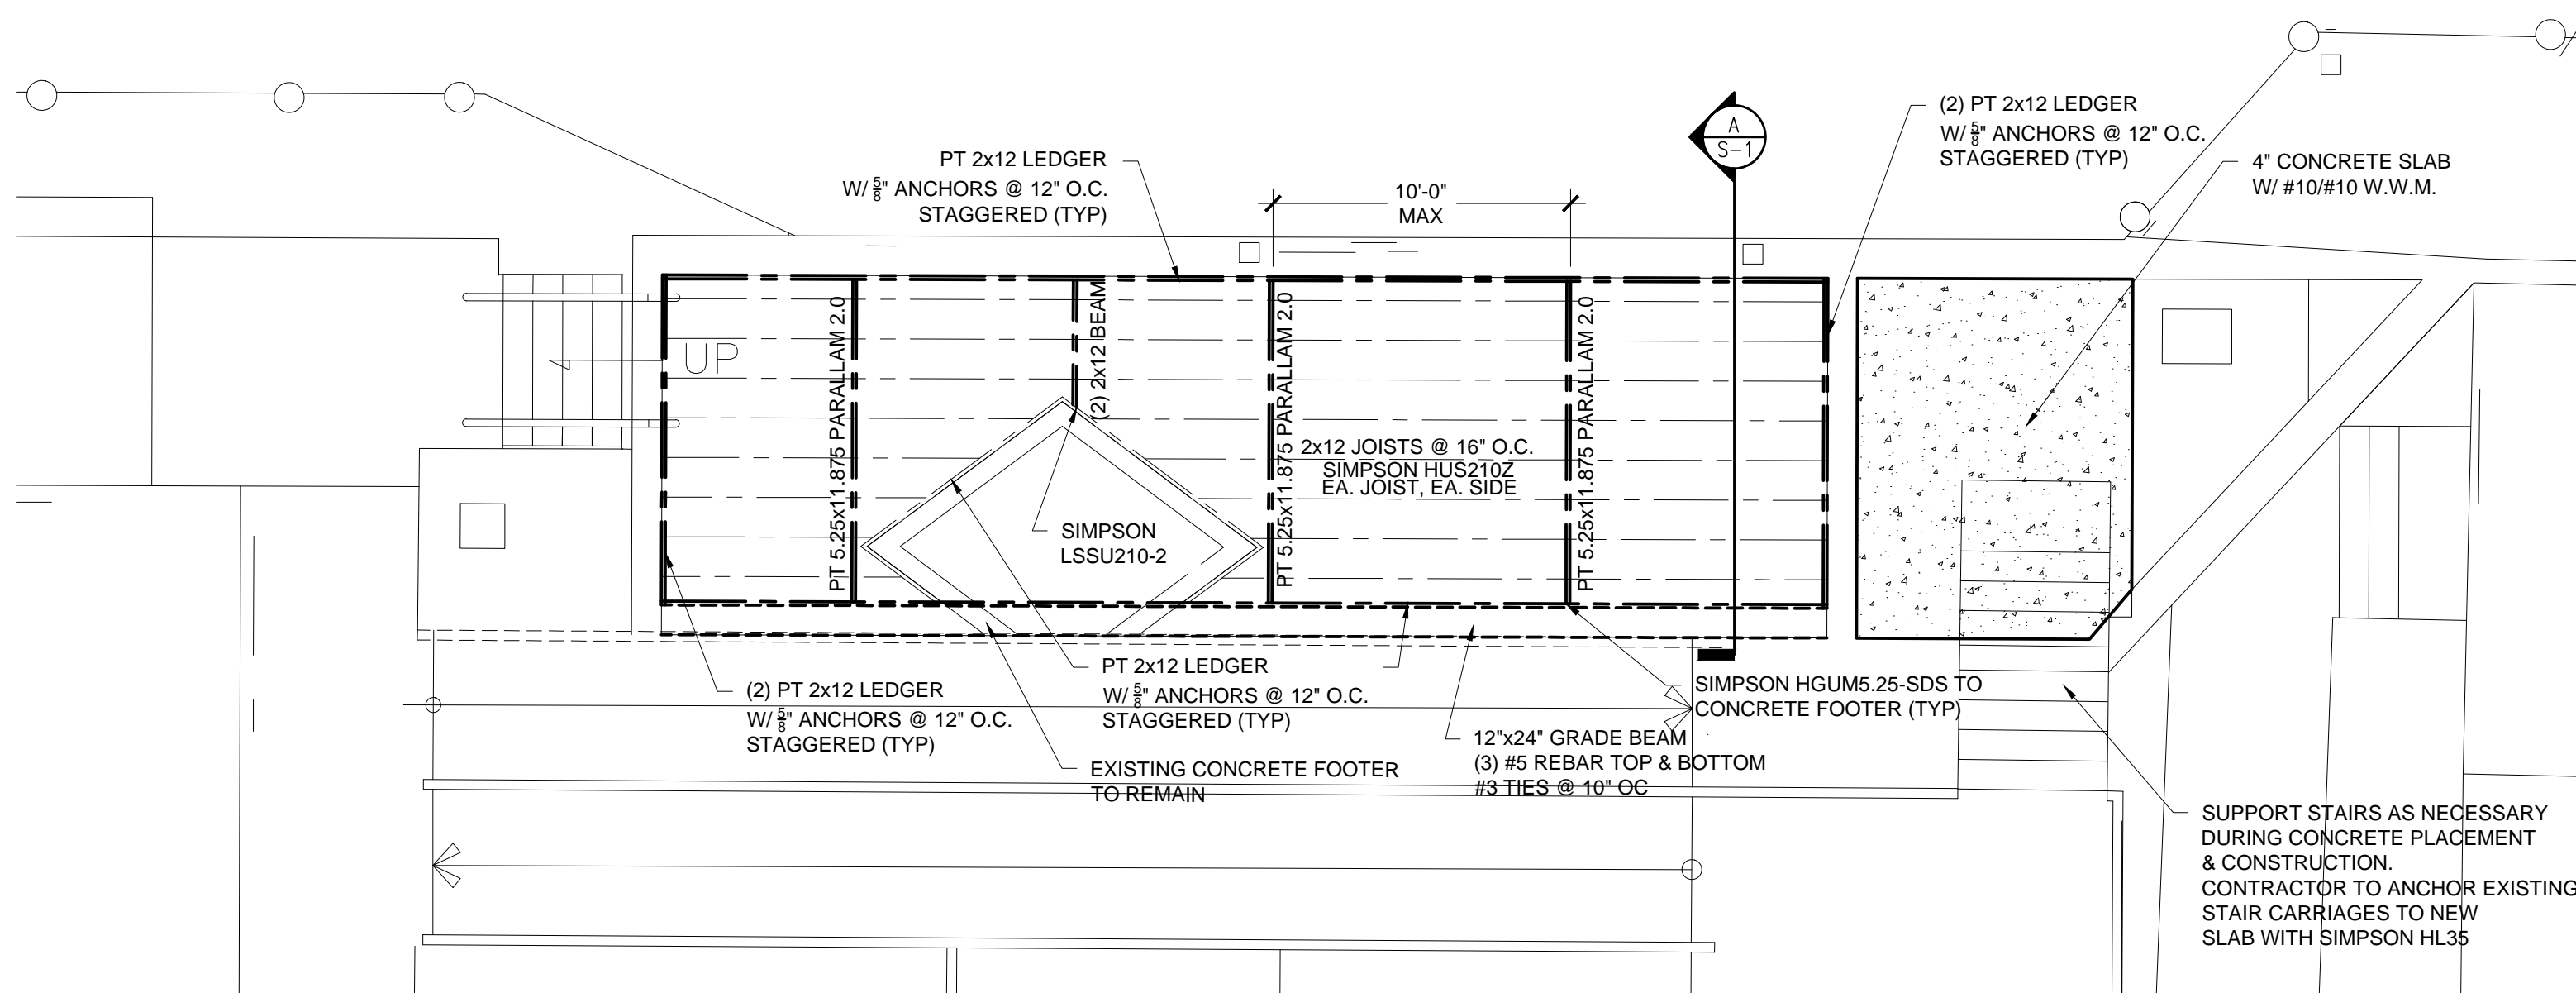 (2) PT 2x12 LEDGER
W/ 5/8" ANCHORS @ 12" O.C.
STAGGERED (TYP)
A
S-1
PT 2x12 LEDGER
W/ 5/8" ANCHORS @ 12" O.C.
STAGGERED (TYP)
10'-0"
MAX
4" CONCRETE SLAB
W/ #10/#10 W.W.M.
UP
PT 5.25x11.875 PARALLAM 2.0
(2) 2x12 BEAM
PT 5.25x11.875 PARALLAM 2.0
PT 5.25x11.875 PARALLAM 2.0
2x12 JOISTS @ 16" O.C.
SIMPSON HUS210Z
EA. JOIST, EA. SIDE
SIMPSON
LSSU210-2
(2) PT 2x12 LEDGER
W/ 5/8" ANCHORS @ 12" O.C.
STAGGERED (TYP)
PT 2x12 LEDGER
W/ 5/8" ANCHORS @ 12" O.C.
STAGGERED (TYP)
SIMPSON HGUM5.25-SDS TO
CONCRETE FOOTER (TYP)
12"x24" GRADE BEAM
(3) #5 REBAR TOP & BOTTOM
#3 TIES @ 10" OC
EXISTING CONCRETE FOOTER
TO REMAIN
SUPPORT STAIRS AS NECESSARY
DURING CONCRETE PLACEMENT
& CONSTRUCTION.
CONTRACTOR TO ANCHOR EXISTING
STAIR CARRIAGES TO NEW
SLAB WITH SIMPSON HL35